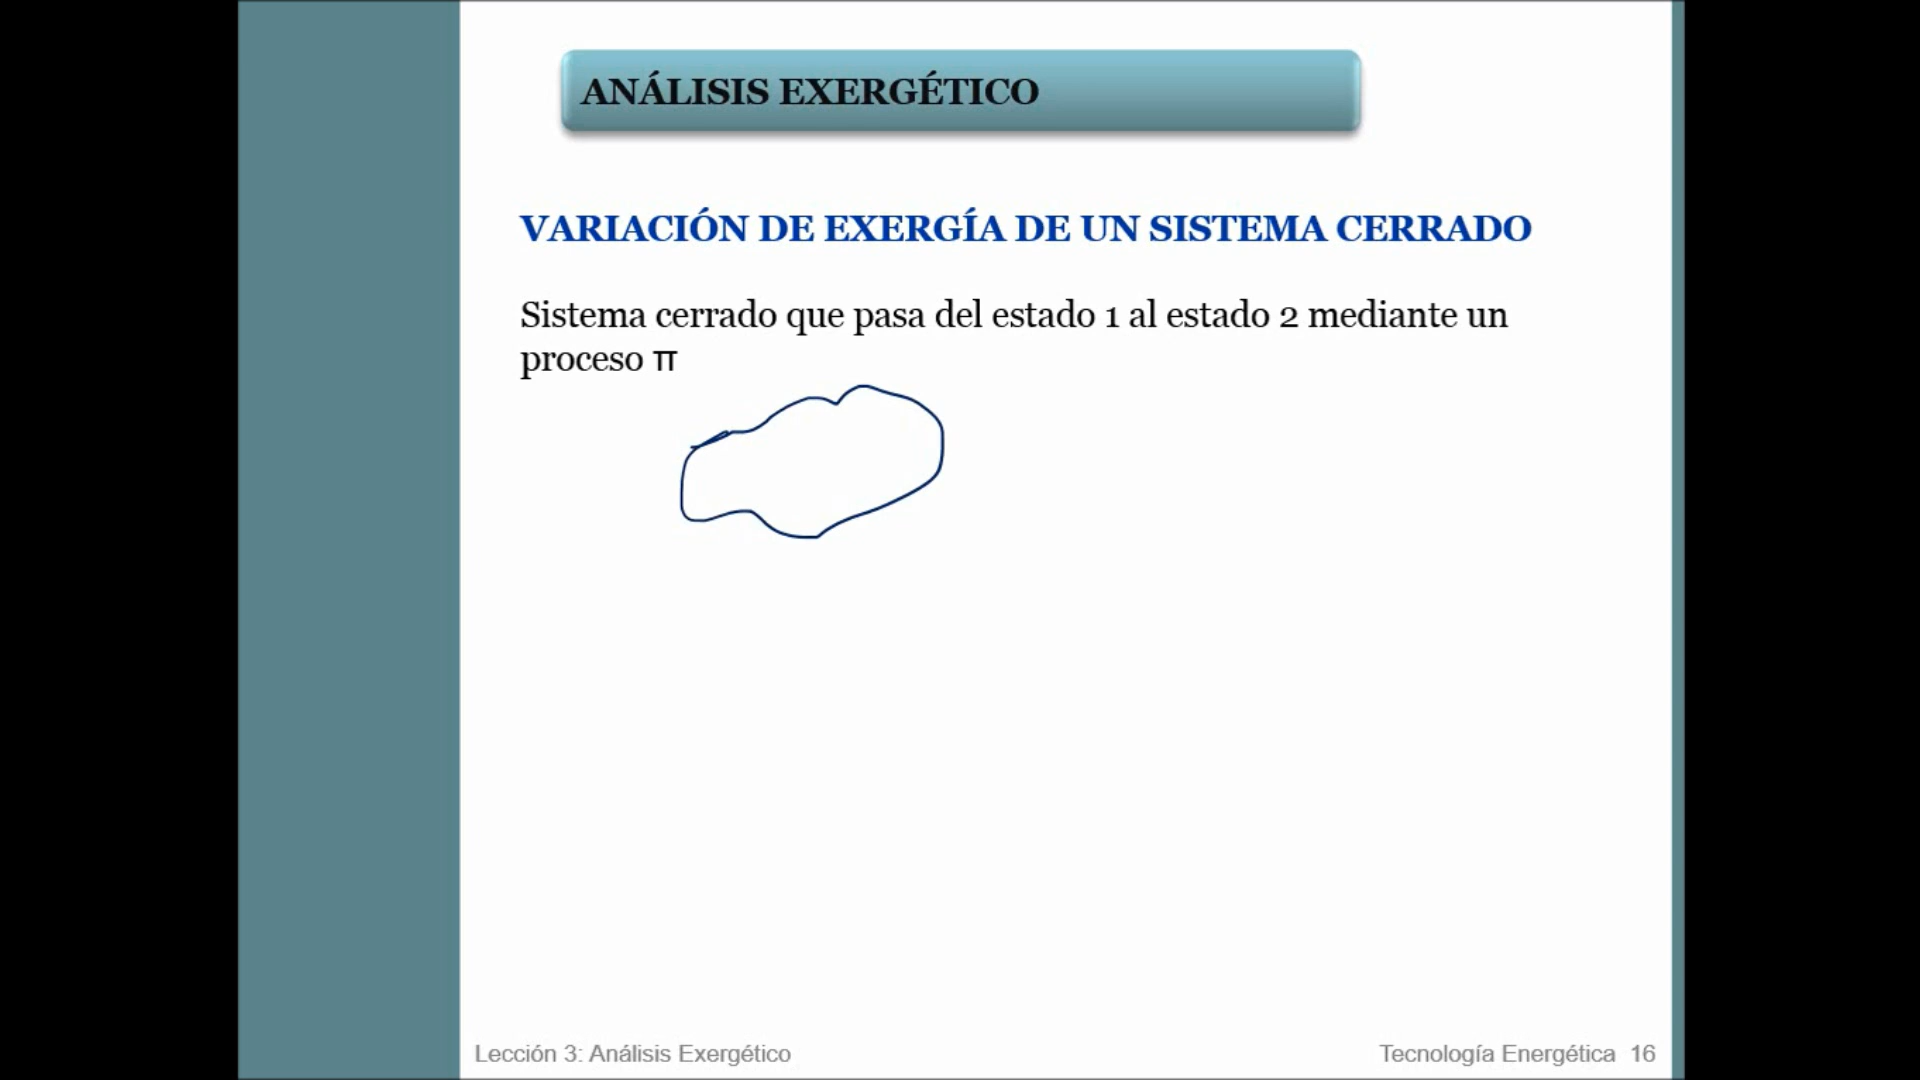 ANÁLISIS EXERGÉTICO
VARIACIÓN DE EXERGÍA DE UN SISTEMA CERRADO
Sistema cerrado que pasa del estado 1 al estado 2 mediante un
proceso π
Lección 3: Análisis Exergético
Tecnología Energética 16